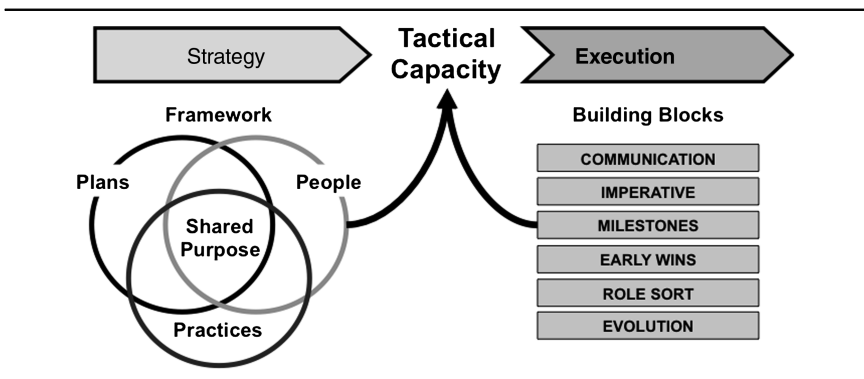 Strategy
Tactical
Capacity
Execution
Framework
Plans
People
Shared
Purpose
Practices
Building Blocks
COMMUNICATION
IMPERATIVE
MILESTONES
EARLY WINS
ROLE SORT
EVOLUTION